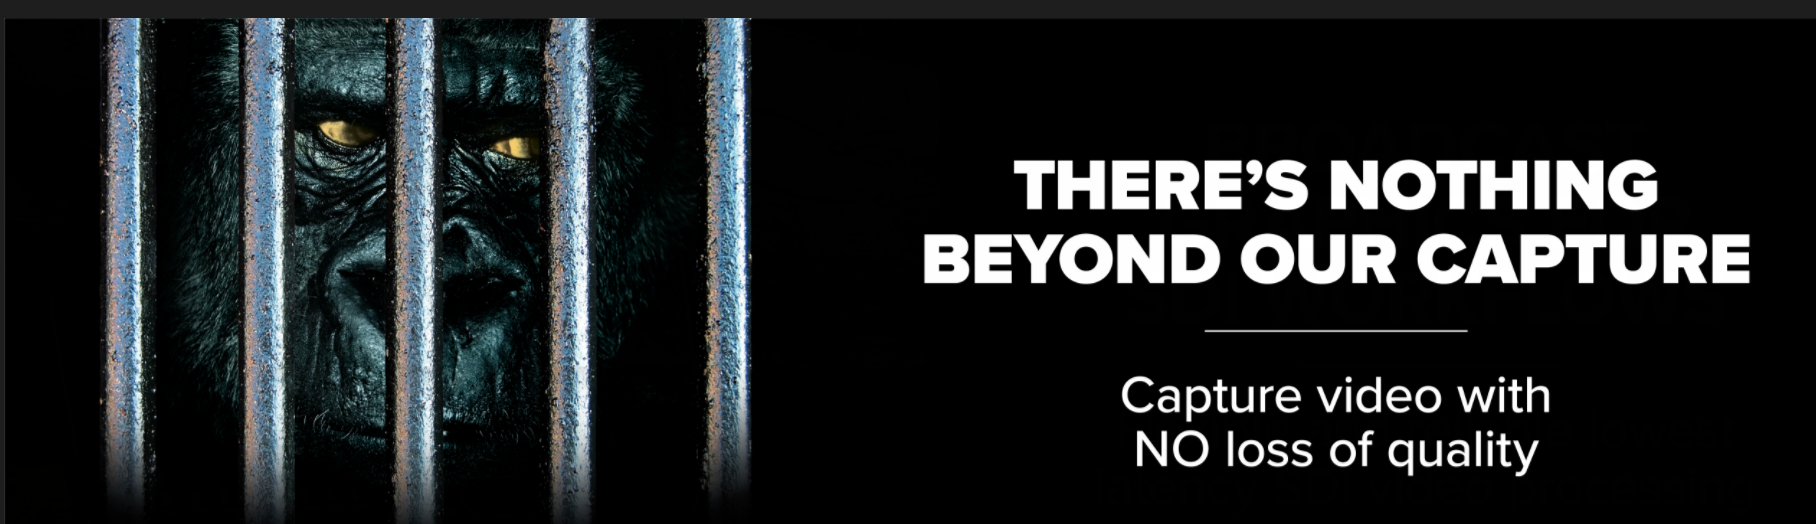 THERE’S NOTHING
BEYOND OUR CAPTURE
Capture video with
NO loss of quality